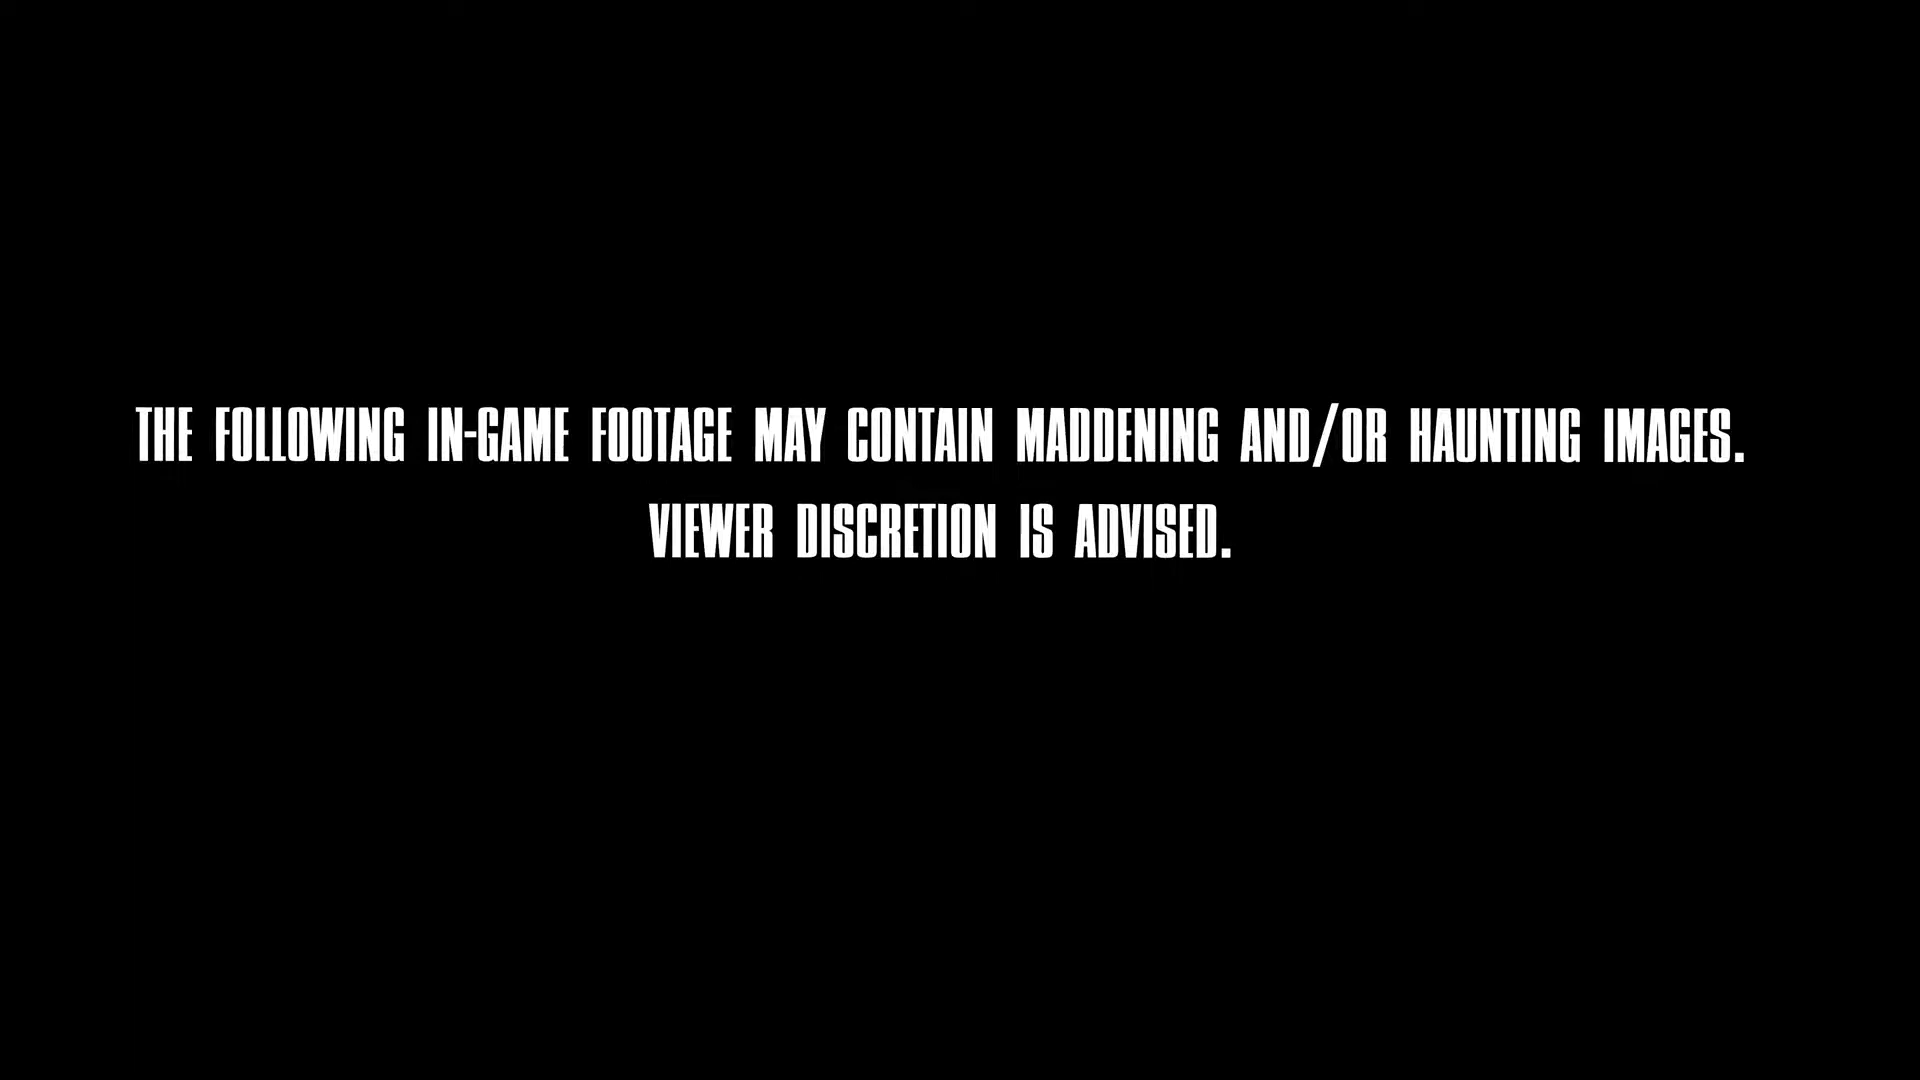 THE FOLLOWING IN-GAME FOOTAGE MAY CONTAIN MADDENING AND/OR HAUNTING IMAGES.
VIEWER DISCRETION IS ADVISED.